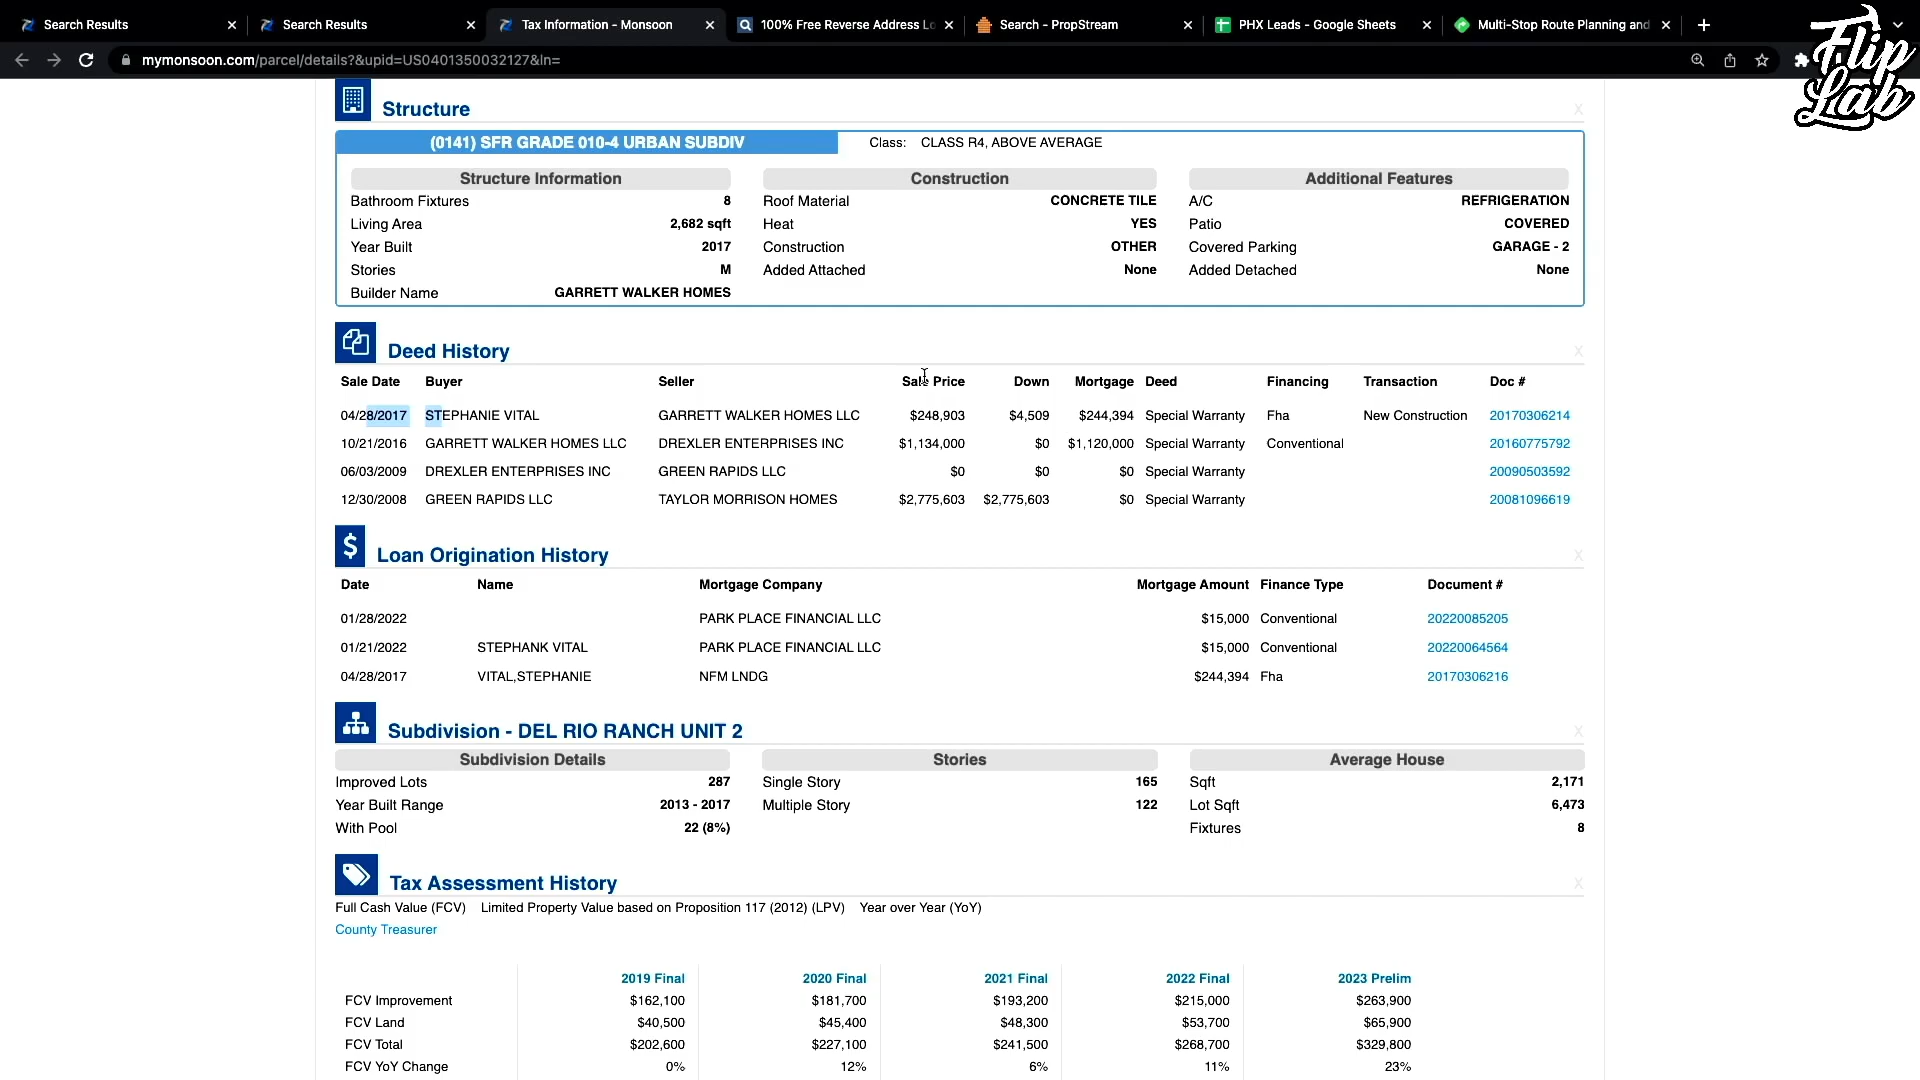 Search Results
Search Results
Tax Information - Monsoon
100% Free Reverse Address Lo
Search - PropStream
PHX Leads - Google Sheets
Multi-Stop Route Planning and
mymonsoon.com/parcel/details?&upid=US0401350032127&ln=
Flip Lab
Structure X
(0141) SFR GRADE 010-4 URBAN SUBDIV Class: CLASS R4, ABOVE AVERAGE
Structure Information Construction Additional Features
Bathroom Fixtures 8 Roof Material CONCRETE TILE A/C REFRIGERATION
Living Area 2,682 sqft Heat YES Patio COVERED
Year Built 2017 Construction OTHER Covered Parking GARAGE - 2
Stories M Added Attached None Added Detached None
Builder Name GARRETT WALKER HOMES
Deed History X
Sale Date Buyer Seller Sale Price Down Mortgage Deed Financing Transaction Doc #
04/28/2017 STEPHANIE VITAL GARRETT WALKER HOMES LLC $248,903 $4,509 $244,394 Special Warranty Fha New Construction 20170306214
10/21/2016 GARRETT WALKER HOMES LLC DREXLER ENTERPRISES INC $1,134,000 $0 $1,120,000 Special Warranty Conventional 20160775792
06/03/2009 DREXLER ENTERPRISES INC GREEN RAPIDS LLC $0 $0 $0 Special Warranty 20090503592
12/30/2008 GREEN RAPIDS LLC TAYLOR MORRISON HOMES $2,775,603 $2,775,603 $0 Special Warranty 20081096619
Loan Origination History X
Date Name Mortgage Company Mortgage Amount Finance Type Document #
01/28/2022 PARK PLACE FINANCIAL LLC $15,000 Conventional 20220085205
01/21/2022 STEPHANK VITAL PARK PLACE FINANCIAL LLC $15,000 Conventional 20220064564
04/28/2017 VITAL,STEPHANIE NFM LNDG $244,394 Fha 20170306216
Subdivision - DEL RIO RANCH UNIT 2 X
Subdivision Details Stories Average House
Improved Lots 287 Single Story 165 Sqft 2,171
Year Built Range 2013 - 2017 Multiple Story 122 Lot Sqft 6,473
With Pool 22 (8%) Fixtures 8
Tax Assessment History X
Full Cash Value (FCV) Limited Property Value based on Proposition 117 (2012) (LPV) Year over Year (YoY)
County Treasurer
2019 Final 2020 Final 2021 Final 2022 Final 2023 Prelim
FCV Improvement $162,100 $181,700 $193,200 $215,000 $263,900
FCV Land $40,500 $45,400 $48,300 $53,700 $65,900
FCV Total $202,600 $227,100 $241,500 $268,700 $329,800
FCV YoY Change 0% 12% 6% 11% 23%